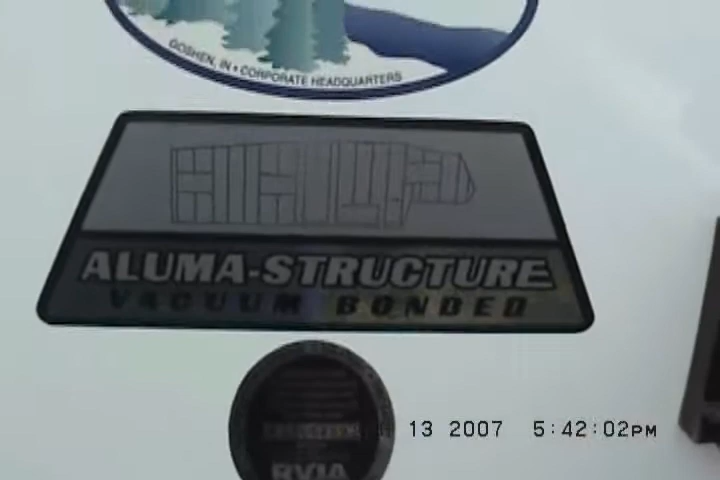 GOSHEN, IN • CORPORATE HEADQUARTERS
ALUMA-STRUCTURE
VACUUM BONDED
13 2007 5:42:02PM
RVIA